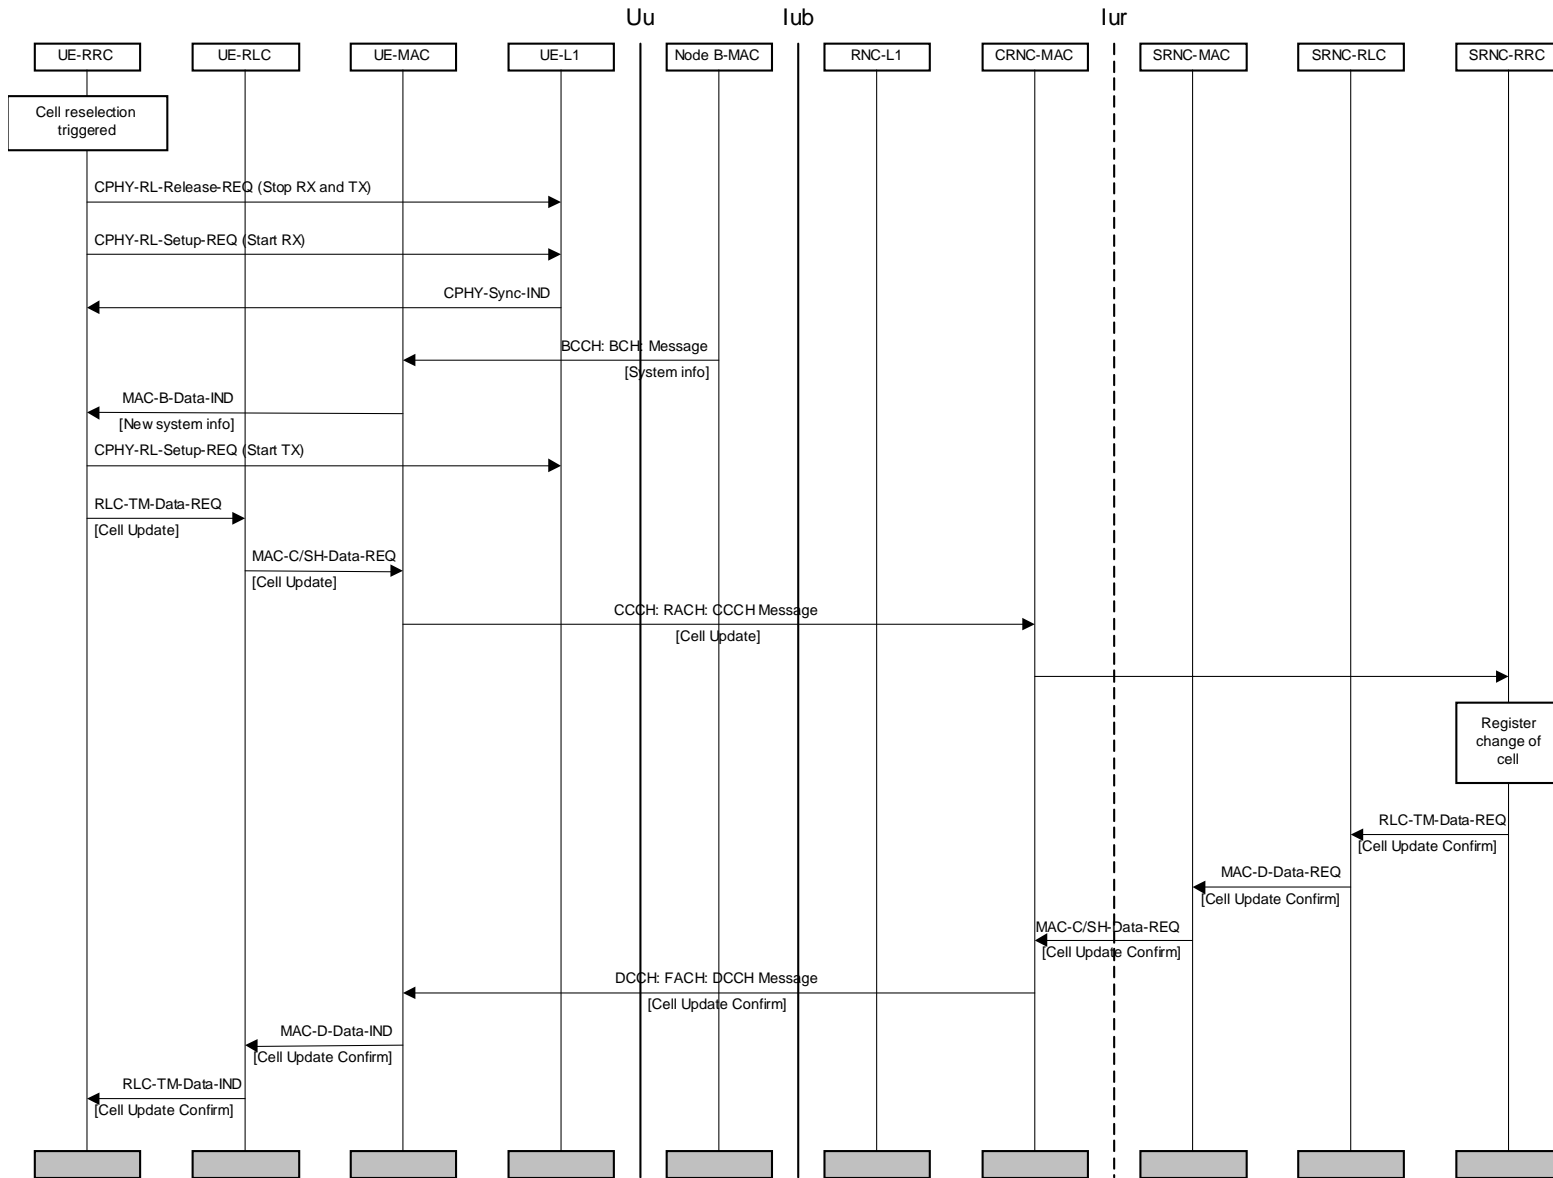 Uu
Iub
Iur
UE-RRC
UE-RLC
UE-MAC
UE-L1
Node B-MAC
RNC-L1
CRNC-MAC
SRNC-MAC
SRNC-RLC
SRNC-RRC
Cell reselection
triggered
CPHY-RL-Release-REQ (Stop RX and TX)
CPHY-RL-Setup-REQ (Start RX)
CPHY-Sync-IND
BCCH: BCH: Message
[System info]
MAC-B-Data-IND
[New system info]
CPHY-RL-Setup-REQ (Start TX)
RLC-TM-Data-REQ
[Cell Update]
MAC-C/SH-Data-REQ
[Cell Update]
CCCH: RACH: CCCH Message
[Cell Update]
Register
change of
cell
RLC-TM-Data-REQ
[Cell Update Confirm]
MAC-D-Data-REQ
[Cell Update Confirm]
MAC-C/SH-Data-REQ
[Cell Update Confirm]
DCCH: FACH: DCCH Message
[Cell Update Confirm]
MAC-D-Data-IND
[Cell Update Confirm]
RLC-TM-Data-IND
[Cell Update Confirm]